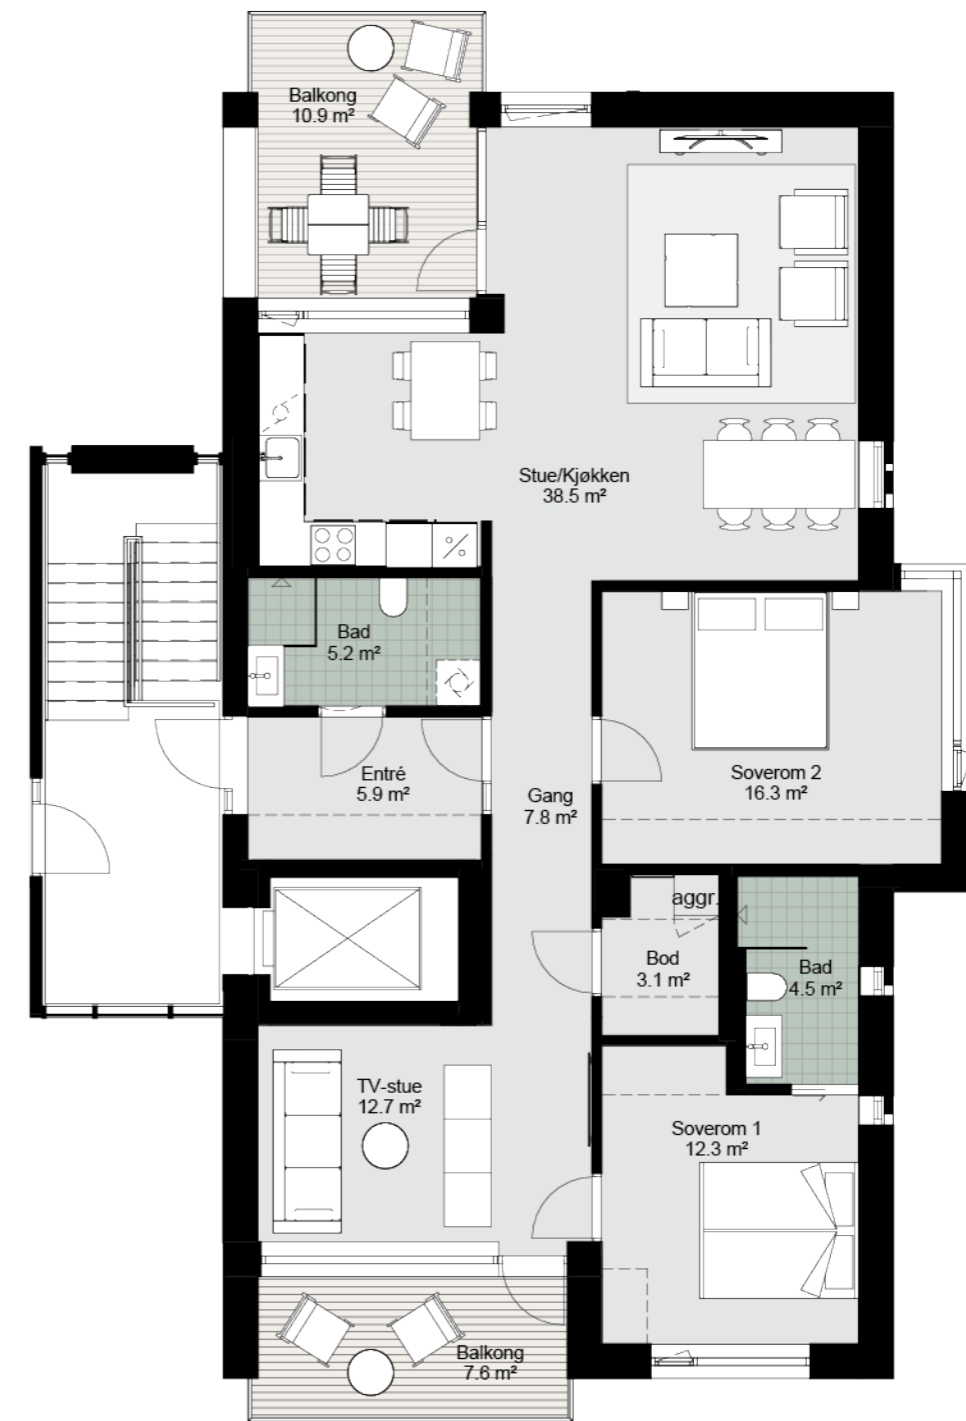 Balkong
10.9 m²
Stue/Kjøkken
38.5 m²
Bad
5.2 m²
Entré
5.9 m²
Gang
7.8 m²
Soverom 2
16.3 m²
aggr.
Bod
3.1 m²
Bad
4.5 m²
TV-stue
12.7 m²
Soverom 1
12.3 m²
Balkong
7.6 m²